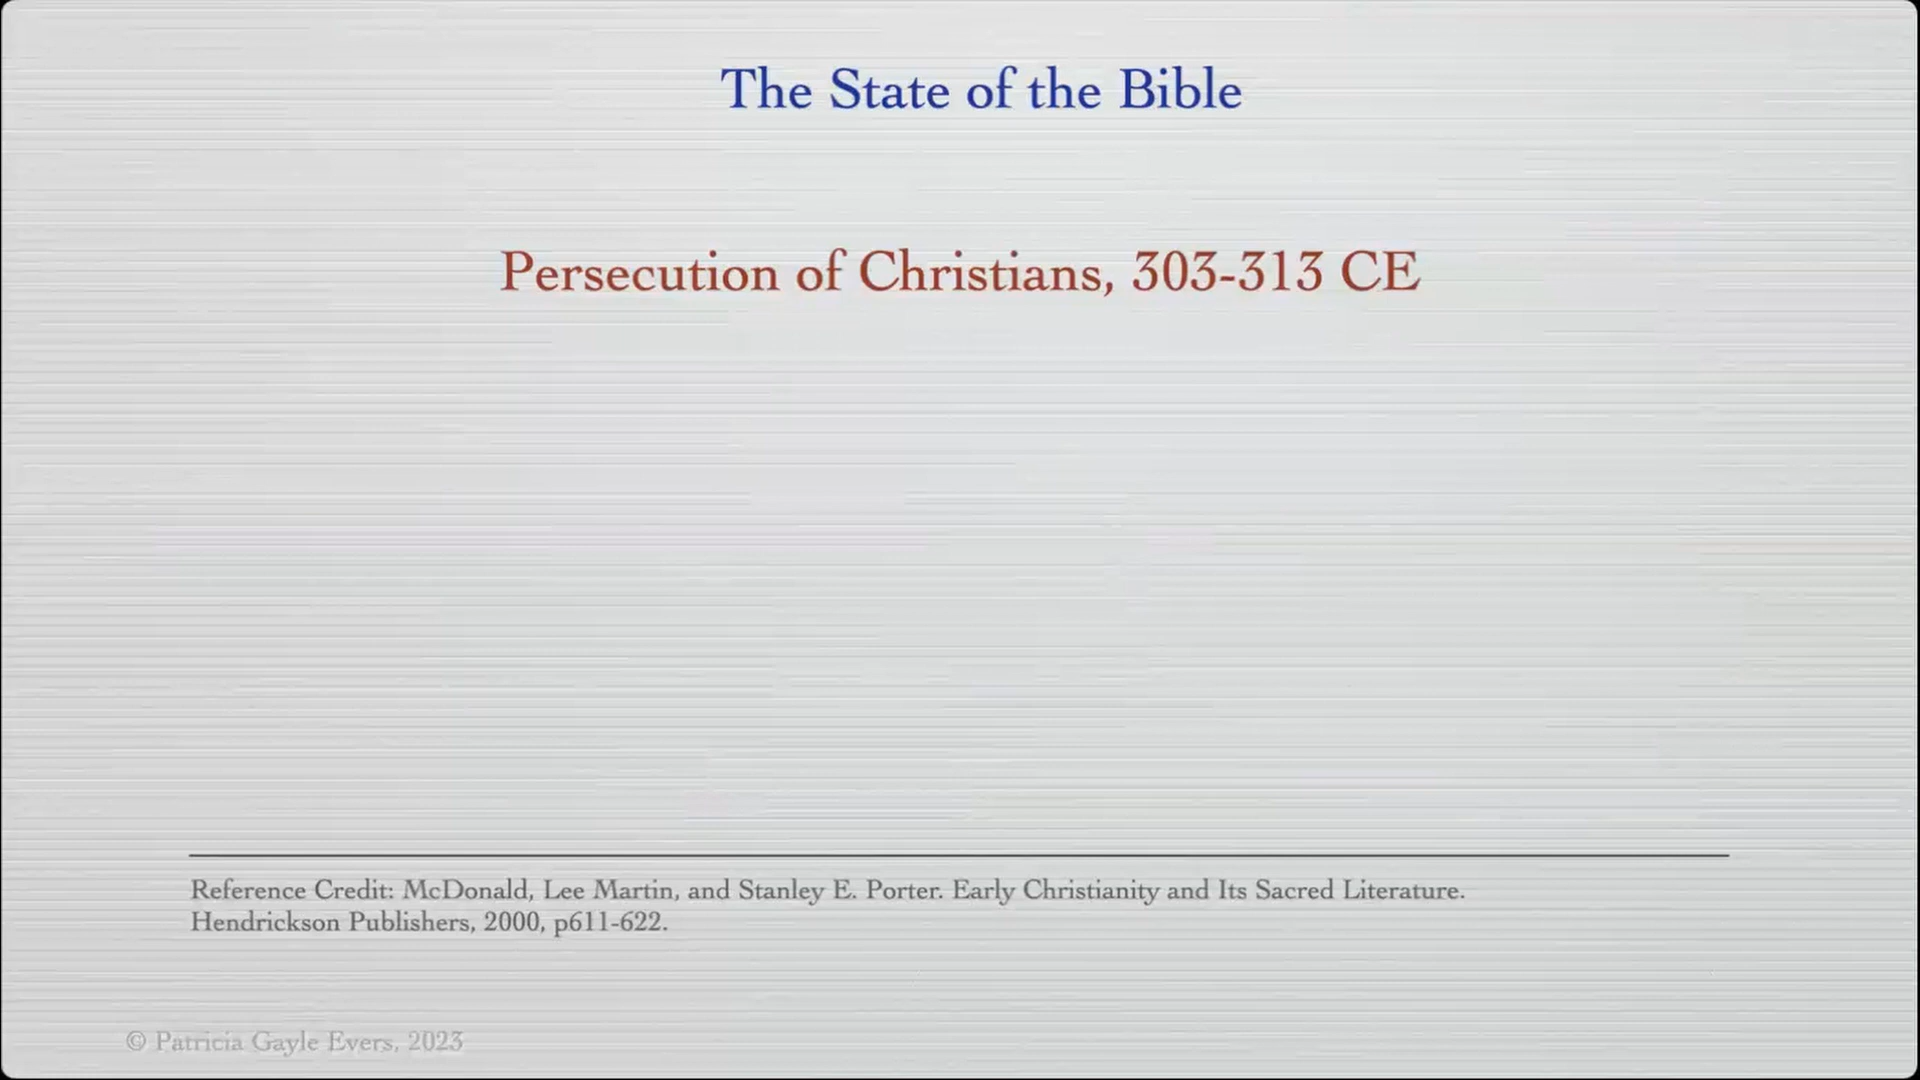 The State of the Bible
Persecution of Christians, 303-313 CE
Reference Credit: McDonald, Lee Martin, and Stanley E. Porter. Early Christianity and Its Sacred Literature.
Hendrickson Publishers, 2000, p611-622.
© Patricia Gayle Evers, 2023